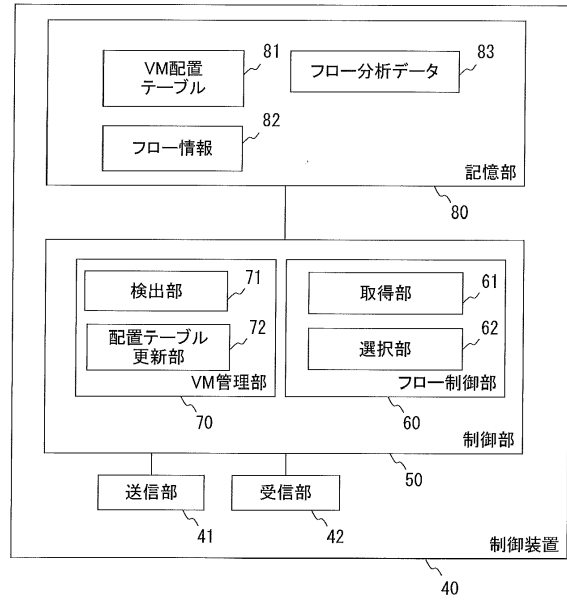 VM配置
テーブル
81
フロー分析データ
83
フロー情報
82
記憶部
80
検出部
71
配置テーブル
更新部
72
VM管理部
70
取得部
61
選択部
62
フロー制御部
60
制御部
50
送信部
41
受信部
42
制御装置
40